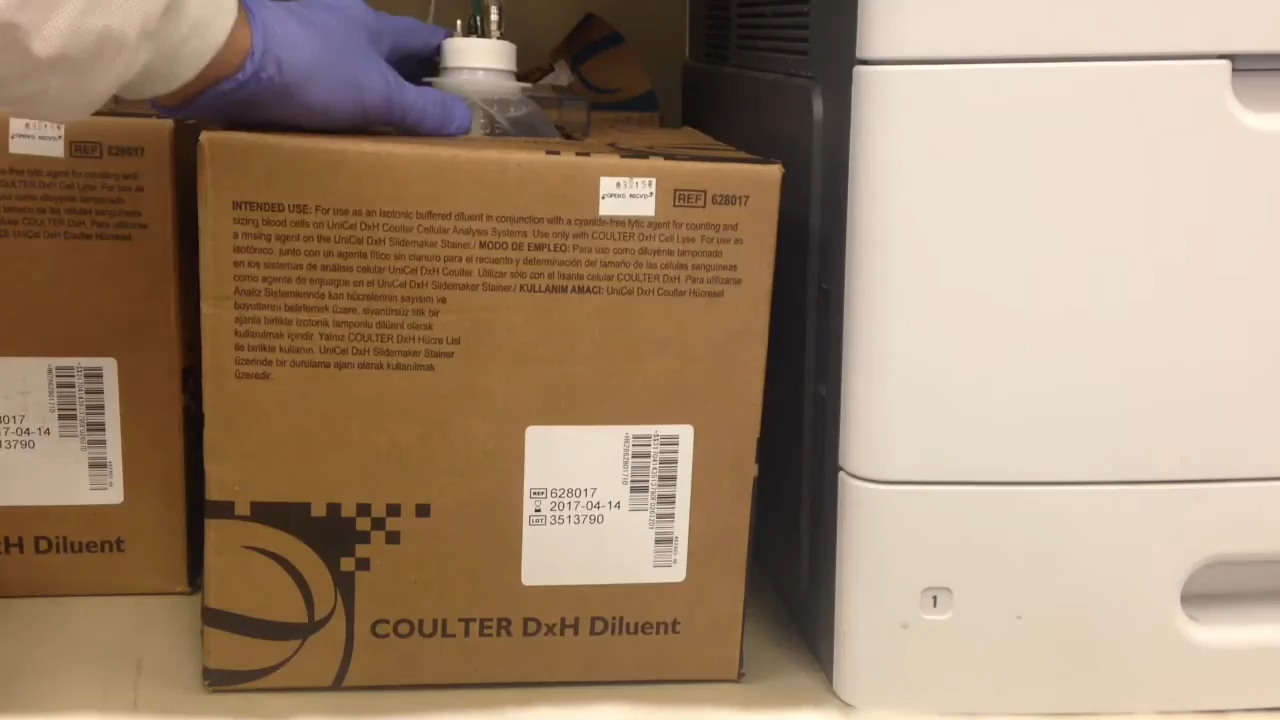 REF 628017
REF 628017
INTENDED USE: For use as an isotonic buffered diluent in conjunction with a cyanide-free lytic agent for counting and
sizing blood cells on UniCel DxH Coulter Cellular Analysis Systems. Use only with COULTER DxH Cell Lyse. For use as
a rinsing agent on the UniCel DxH Slidemaker Stainer./ MODO DE EMPLEO: Para uso como diluyente tamponado
isotónico, junto con un agente lítico sin cianuro para el recuento y determinación del tamaño de las células sanguíneas
en los sistemas de análisis celular UniCel DxH Coulter. Utilizar sólo con el lisante celular COULTER DxH. Para utilizarse
como agente de enjuague en el UniCel DxH Slidemaker Stainer./ KULLANIM AMACI: UniCel DxH Coulter Hücresel
Analiz Sistemlerinde kan hücrelerinin sayısını ve
boyutlarını belirlemek üzere, siyanürsüz litik bir
ajanla birlikte izotonik tamponlu dilüent olarak
kullanılmak içindir. Yalnız COULTER DxH Hücre Lisi
ile birlikte kullanın. UniCel DxH Slidemaker Stainer
üzerinde bir durulama ajanı olarak kullanılmak
üzeredir.
REF 628017
2017-04-14
LOT 3513790
COULTER DxH Diluent
8017
7-04-14
13790
H Diluent
1